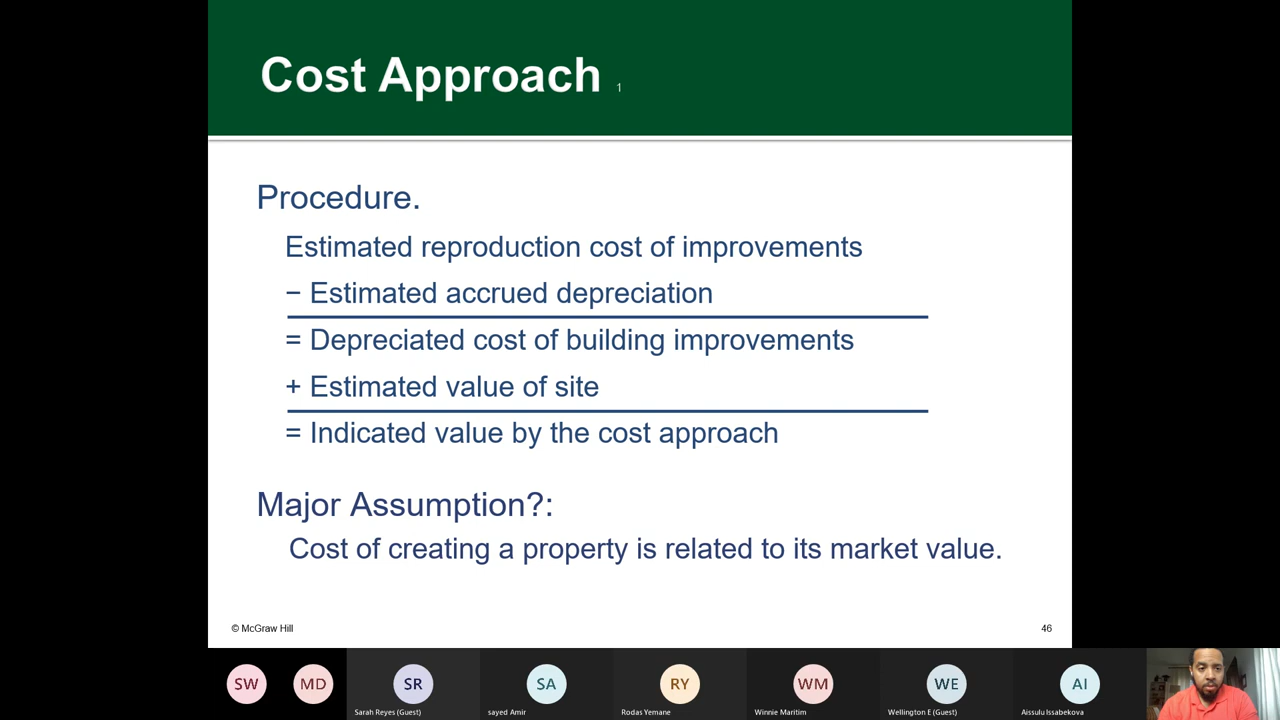 Cost Approach 1
Procedure.
Estimated reproduction cost of improvements
− Estimated accrued depreciation
= Depreciated cost of building improvements
+ Estimated value of site
= Indicated value by the cost approach
Major Assumption?:
Cost of creating a property is related to its market value.
© McGraw Hill
46
SW
MD
SR
SA
RY
WM
WE
AI
Sarah Reyes (Guest)
sayed Amir
Rodas Yemane
Winnie Maritim
Wellington E (Guest)
Aissulu Issabekova